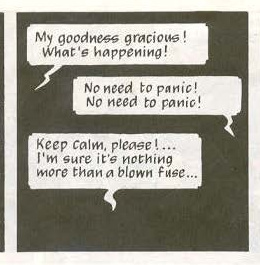 My goodness gracious!
What's happening!
No need to panic!
No need to panic!
Keep calm, please!...
I'm sure it's nothing
more than a blown fuse...